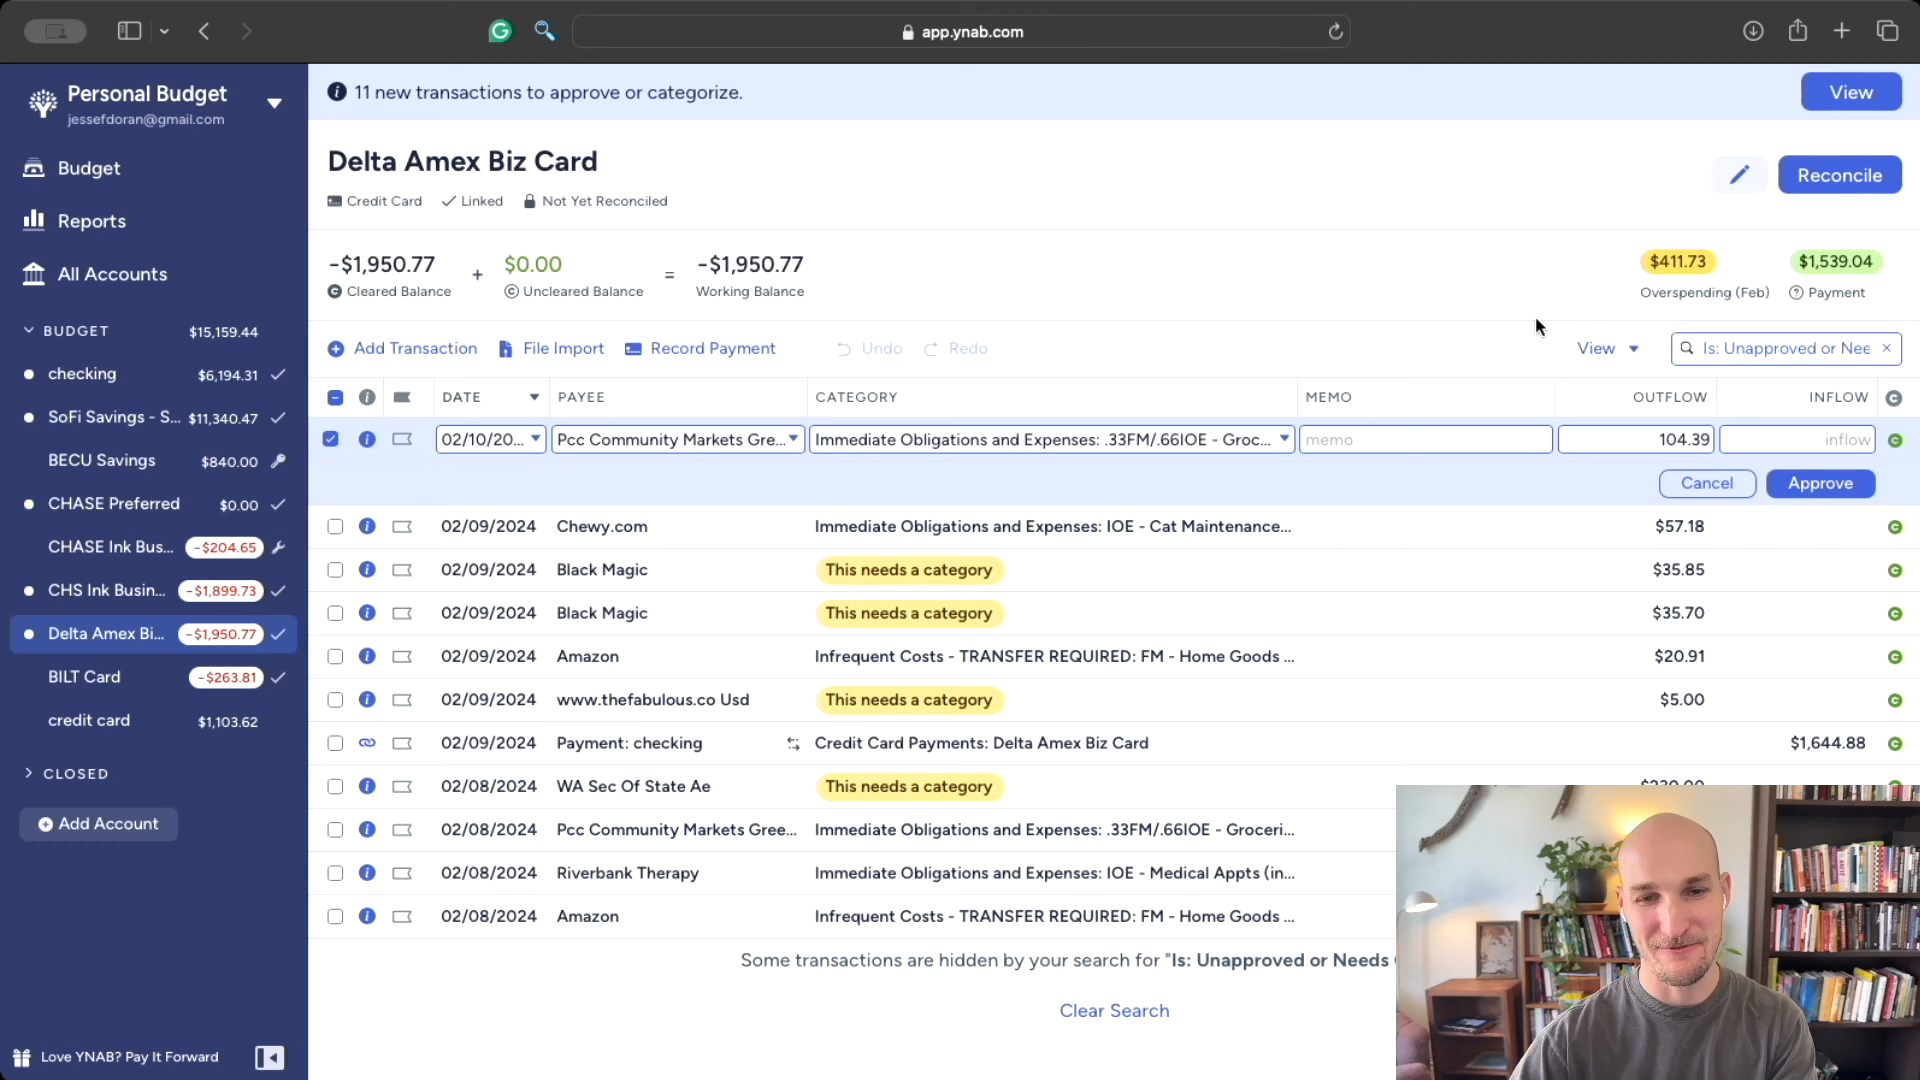 app.ynab.com
Personal Budget
jessefdoran@gmail.com
Budget
Reports
All Accounts
BUDGET $15,159.44
checking $6,194.31
SoFi Savings - S... $11,340.47
BECU Savings $840.00
CHASE Preferred $0.00
CHASE Ink Bus... -$204.65
CHS Ink Busin... -$1,899.73
Delta Amex Bi... -$1,950.77
BILT Card -$263.81
credit card $1,103.62
CLOSED
Add Account
Love YNAB? Pay It Forward
11 new transactions to approve or categorize.
View
Delta Amex Biz Card
Credit Card Linked Not Yet Reconciled
Reconcile
-$1,950.77 + $0.00 = -$1,950.77
Cleared Balance Uncleared Balance Working Balance
$411.73 $1,539.04
Overspending (Feb) Payment
Add Transaction File Import Record Payment Undo Redo View Is: Unapproved or Nee
DATE PAYEE CATEGORY MEMO OUTFLOW INFLOW
02/10/20... Pcc Community Markets Gre... Immediate Obligations and Expenses: .33FM/.66IOE - Groc... memo 104.39 inflow
Cancel Approve
02/09/2024 Chewy.com Immediate Obligations and Expenses: IOE - Cat Maintenance... $57.18
02/09/2024 Black Magic This needs a category $35.85
02/09/2024 Black Magic This needs a category $35.70
02/09/2024 Amazon Infrequent Costs - TRANSFER REQUIRED: FM - Home Goods ... $20.91
02/09/2024 www.thefabulous.co Usd This needs a category $5.00
02/09/2024 Payment: checking Credit Card Payments: Delta Amex Biz Card $1,644.88
02/08/2024 WA Sec Of State Ae This needs a category
02/08/2024 Pcc Community Markets Gree... Immediate Obligations and Expenses: .33FM/.66IOE - Groceri...
02/08/2024 Riverbank Therapy Immediate Obligations and Expenses: IOE - Medical Appts (in...
02/08/2024 Amazon Infrequent Costs - TRANSFER REQUIRED: FM - Home Goods ...
Some transactions are hidden by your search for "Is: Unapproved or Needs
Clear Search